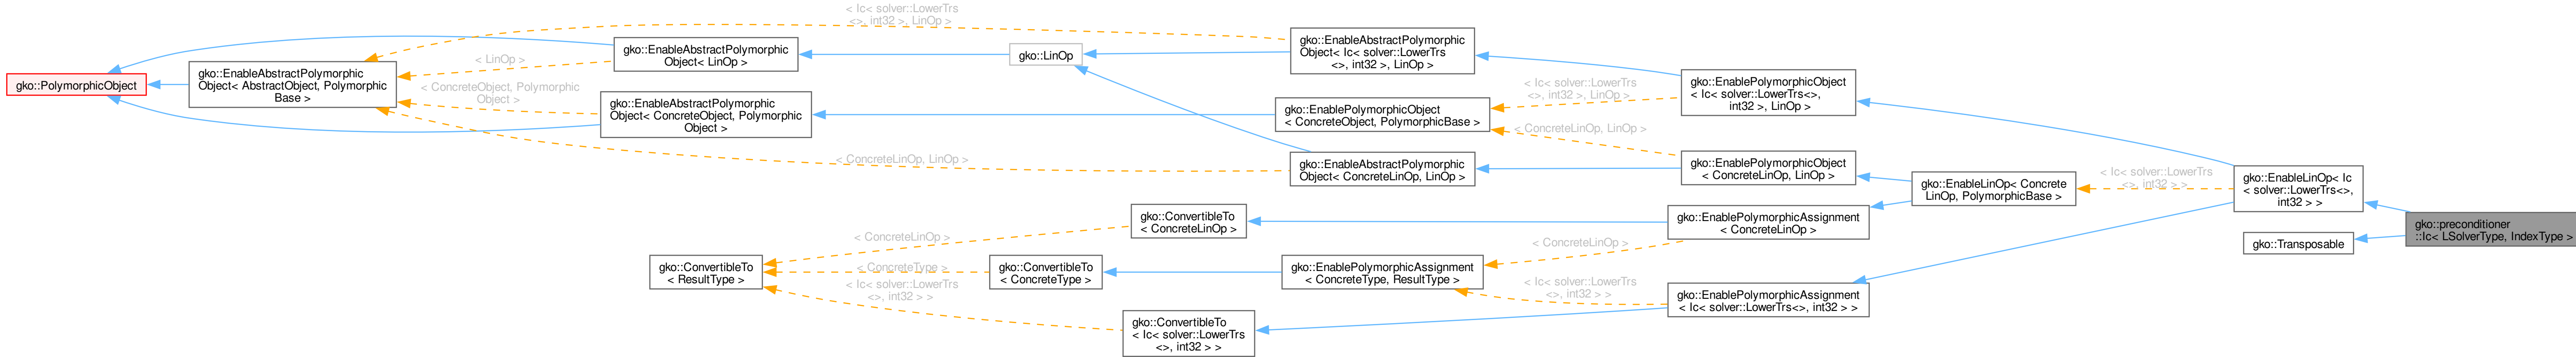 gko::PolymorphicObject
gko::EnableAbstractPolymorphic
Object< AbstractObject, Polymorphic
Base >
< Ic< solver::LowerTrs
<>, int32 >, LinOp >
< LinOp >
< ConcreteObject, Polymorphic
Object >
< ConcreteLinOp, LinOp >
gko::EnableAbstractPolymorphic
Object< LinOp >
gko::EnableAbstractPolymorphic
Object< ConcreteObject, Polymorphic
Object >
gko::ConvertibleTo
< ResultType >
< ConcreteLinOp >
< ConcreteType >
< Ic< solver::LowerTrs
<>, int32 > >
gko::LinOp
gko::ConvertibleTo
< ConcreteLinOp >
gko::ConvertibleTo
< ConcreteType >
gko::ConvertibleTo
< Ic< solver::LowerTrs
<>, int32 > >
gko::EnableAbstractPolymorphic
Object< Ic< solver::LowerTrs
<>, int32 >, LinOp >
gko::EnablePolymorphicObject
< ConcreteObject, PolymorphicBase >
gko::EnableAbstractPolymorphic
Object< ConcreteLinOp, LinOp >
gko::EnablePolymorphicAssignment
< ConcreteType, ResultType >
< Ic< solver::LowerTrs
<>, int32 >, LinOp >
< ConcreteLinOp, LinOp >
< ConcreteLinOp >
< Ic< solver::LowerTrs
<>, int32 > >
gko::EnablePolymorphicObject
< Ic< solver::LowerTrs<>,
int32 >, LinOp >
gko::EnablePolymorphicObject
< ConcreteLinOp, LinOp >
gko::EnablePolymorphicAssignment
< ConcreteLinOp >
gko::EnablePolymorphicAssignment
< Ic< solver::LowerTrs<>, int32 > >
gko::EnableLinOp< Concrete
LinOp, PolymorphicBase >
< Ic< solver::LowerTrs
<>, int32 > >
gko::EnableLinOp< Ic
< solver::LowerTrs<>,
int32 > >
gko::Transposable
gko::preconditioner
::Ic< LSolverType, IndexType >